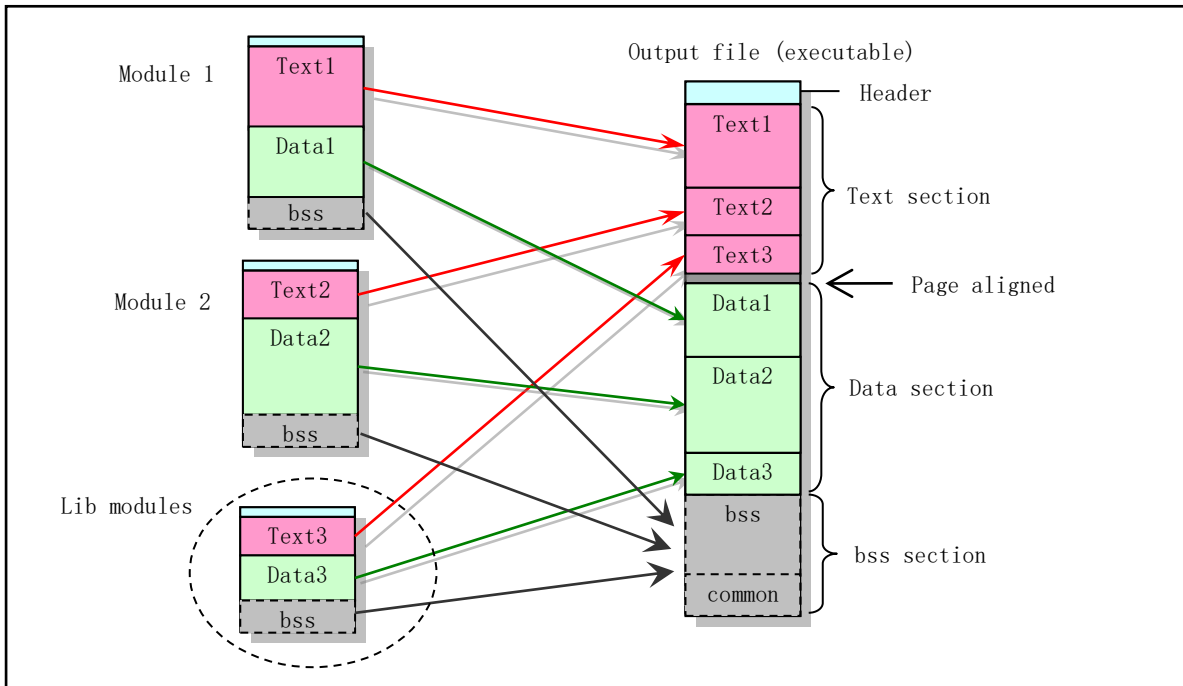 Module 1
Text1
Data1
bss
Module 2
Text2
Data2
bss
Lib modules
Text3
Data3
bss
Output file (executable)
Header
Text1
Text2
Text3
Text section
Page aligned
Data1
Data2
Data3
Data section
bss
common
bss section